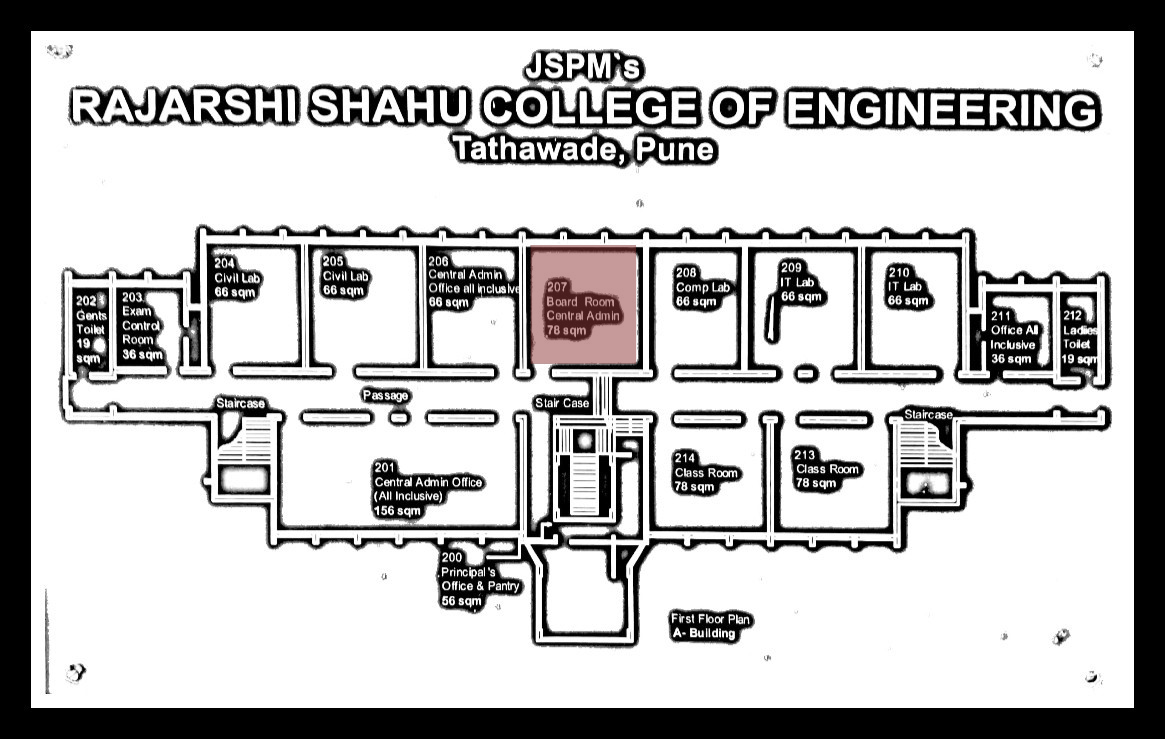 JSPM's
RAJARSHI SHAHU COLLEGE OF ENGINEERING
Tathawade, Pune
204
Civil Lab
66 sqm
205
Civil Lab
66 sqm
206
Central Admin
Office all inclusive
66 sqm
207
Board Room
Central Admin
78 sqm
208
Comp Lab
66 sqm
209
IT Lab
66 sqm
210
IT Lab
66 sqm
202
Gents
Toilet
19
sqm
203
Exam
Control
Room
36 sqm
211
Office All
Inclusive
36 sqm
212
Ladies
Toilet
19 sqm
Staircase
Passage
Stair Case
Staircase
201
Central Admin Office
(All Inclusive)
156 sqm
214
Class Room
78 sqm
213
Class Room
78 sqm
200
Principal's
Office & Pantry
56 sqm
First Floor Plan
A- Building